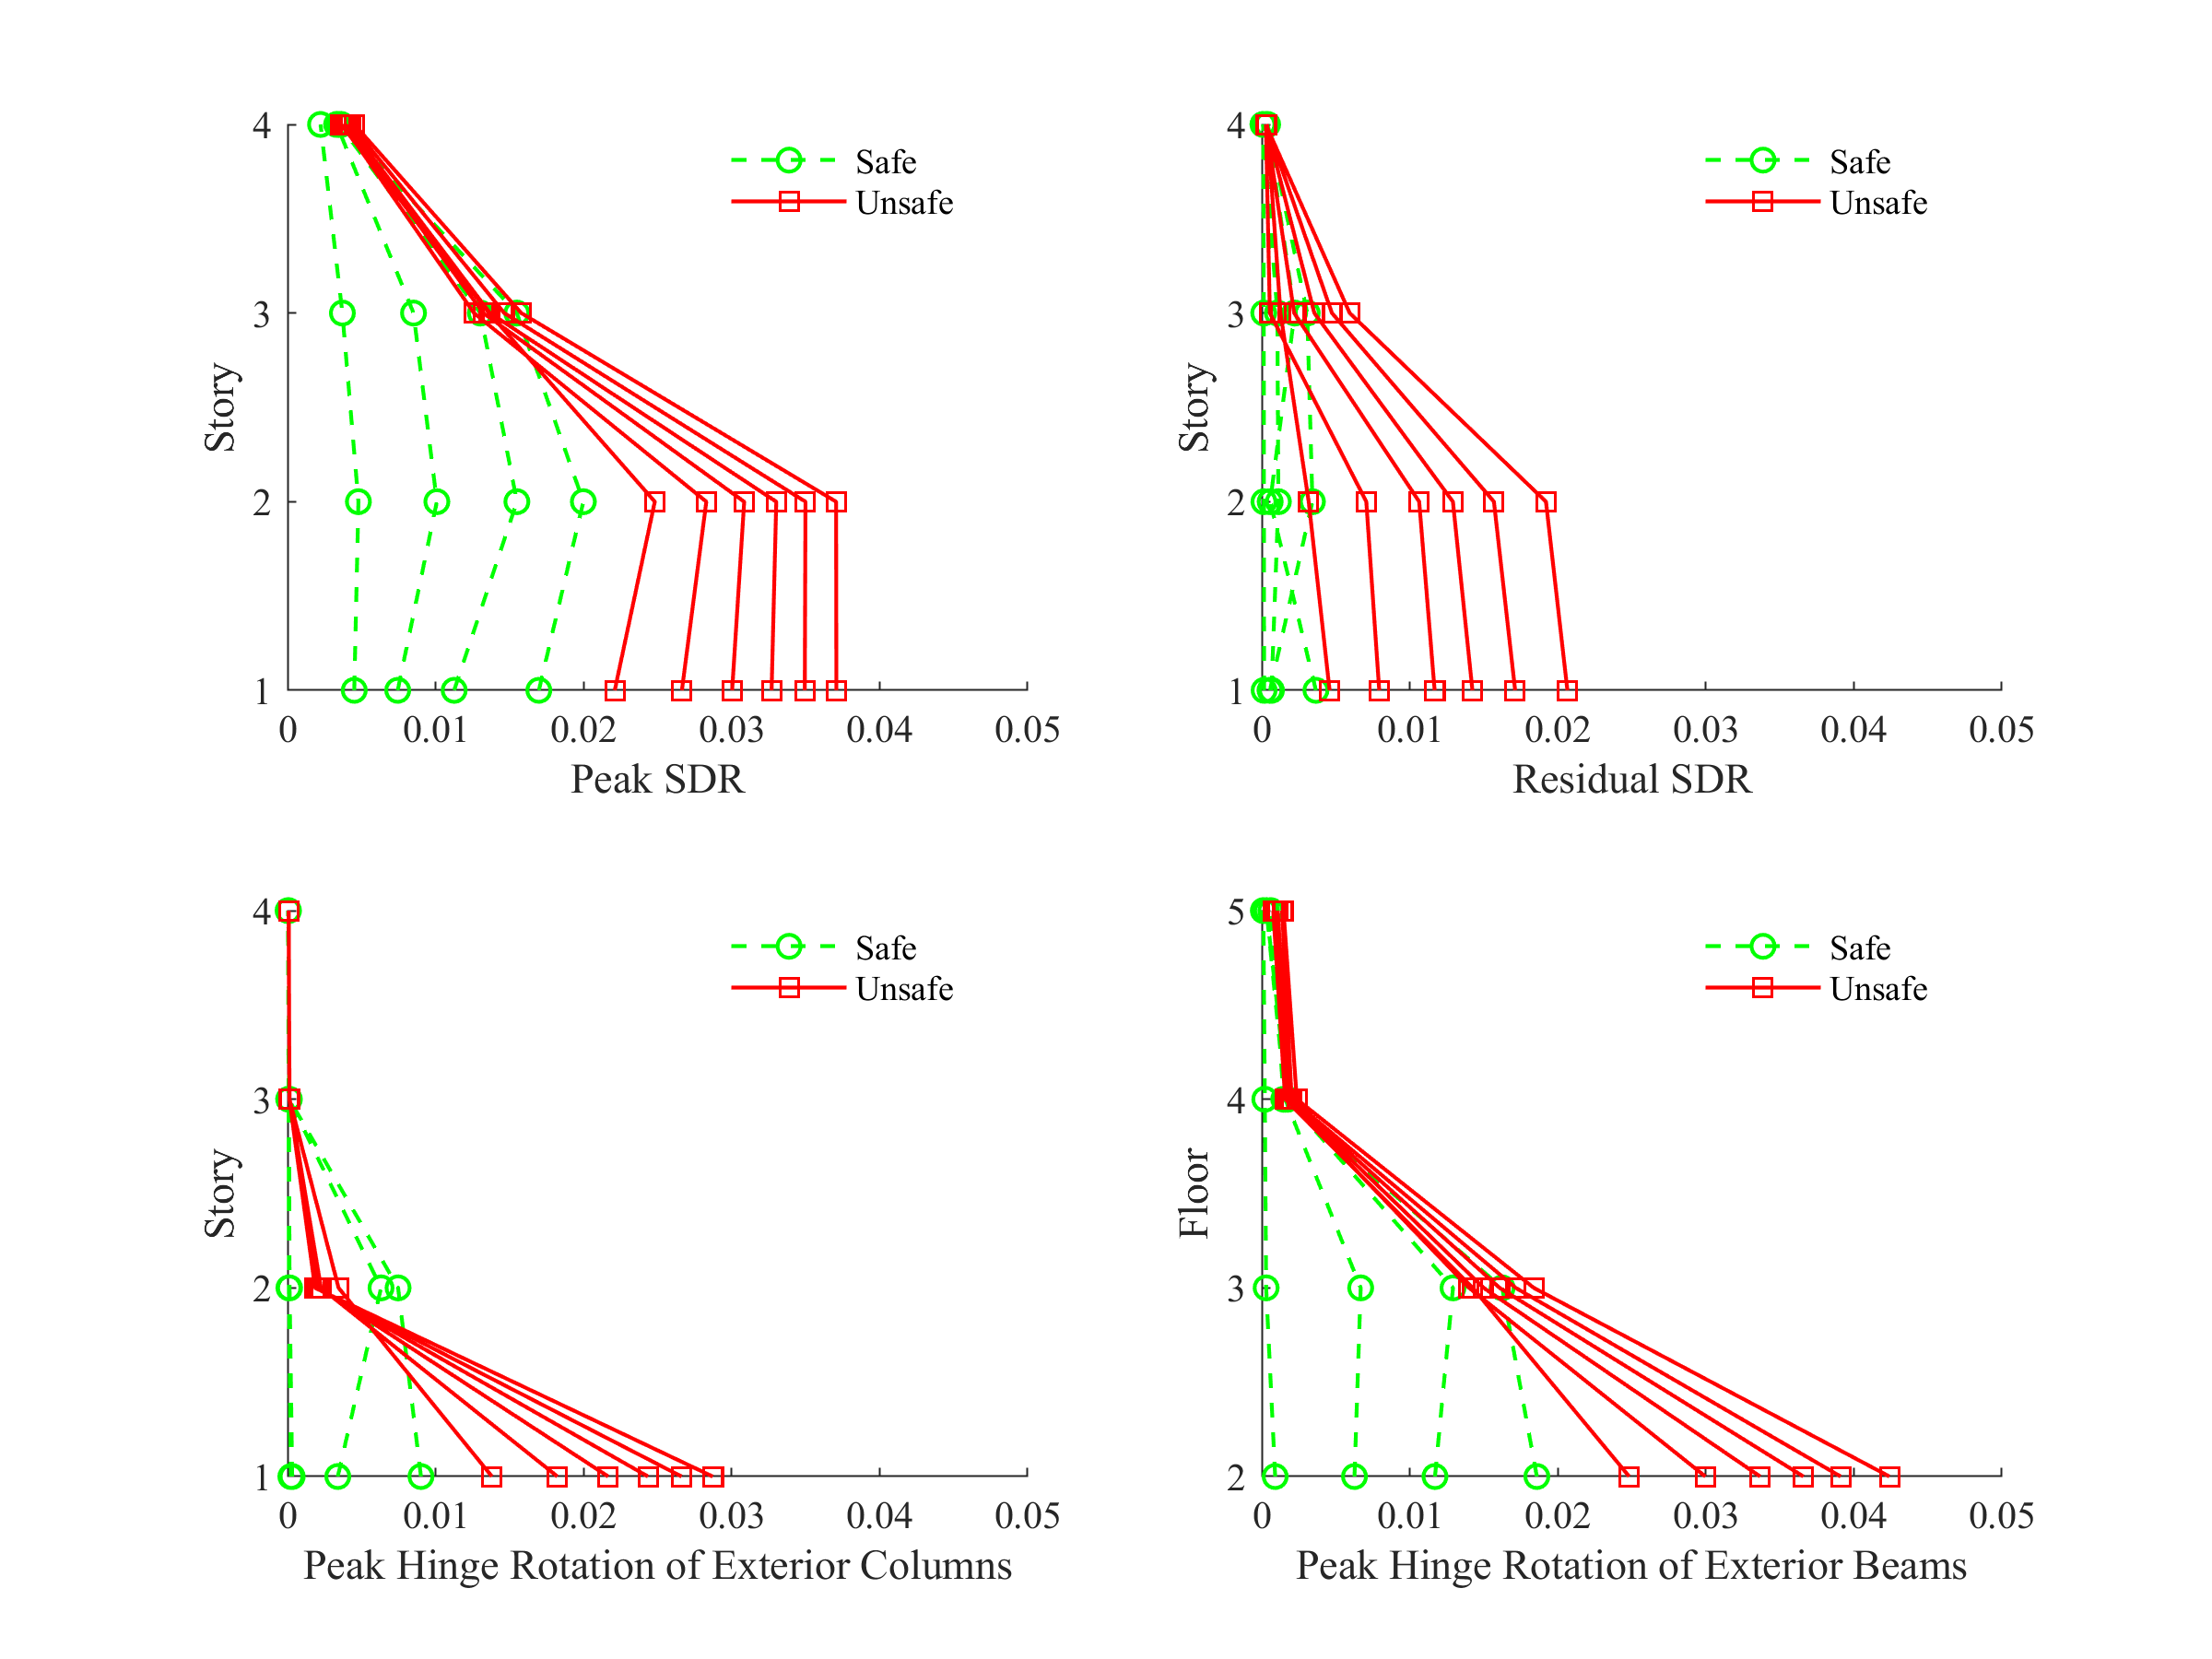 4
3
2
1
Story
0 0.01 0.02 0.03 0.04 0.05
Peak SDR
Safe
Unsafe
4
3
2
1
Story
0 0.01 0.02 0.03 0.04 0.05
Residual SDR
Safe
Unsafe
4
3
2
1
Story
0 0.01 0.02 0.03 0.04 0.05
Peak Hinge Rotation of Exterior Columns
Safe
Unsafe
5
4
3
2
Floor
0 0.01 0.02 0.03 0.04 0.05
Peak Hinge Rotation of Exterior Beams
Safe
Unsafe